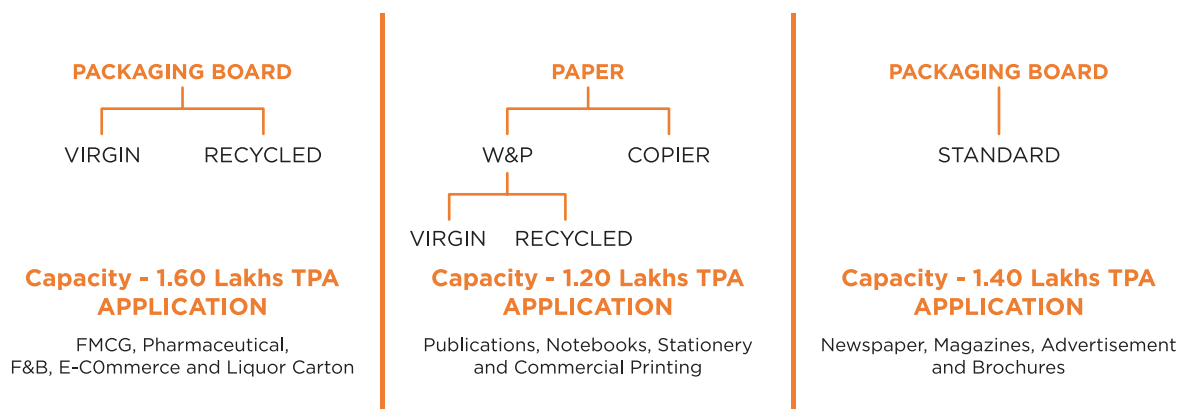 PACKAGING BOARD
VIRGIN
RECYCLED
Capacity - 1.60 Lakhs TPA
APPLICATION
FMCG, Pharmaceutical,
F&B, E-C0mmerce and Liquor Carton
PAPER
W&P
COPIER
VIRGIN
RECYCLED
Capacity - 1.20 Lakhs TPA
APPLICATION
Publications, Notebooks, Stationery
and Commercial Printing
PACKAGING BOARD
STANDARD
Capacity - 1.40 Lakhs TPA
APPLICATION
Newspaper, Magazines, Advertisement
and Brochures